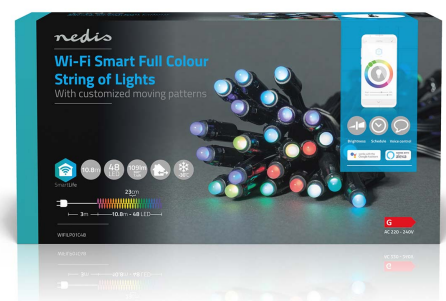 nedis
Wi-Fi Smart Full Colour
String of Lights
With customized moving patterns
Brightness
Schedule
Voice control
SmartLife
10.8m
48
109lm
23cm
3m
10.8m - 48 LED
WIFILP01C48
G
AC 220 - 240V